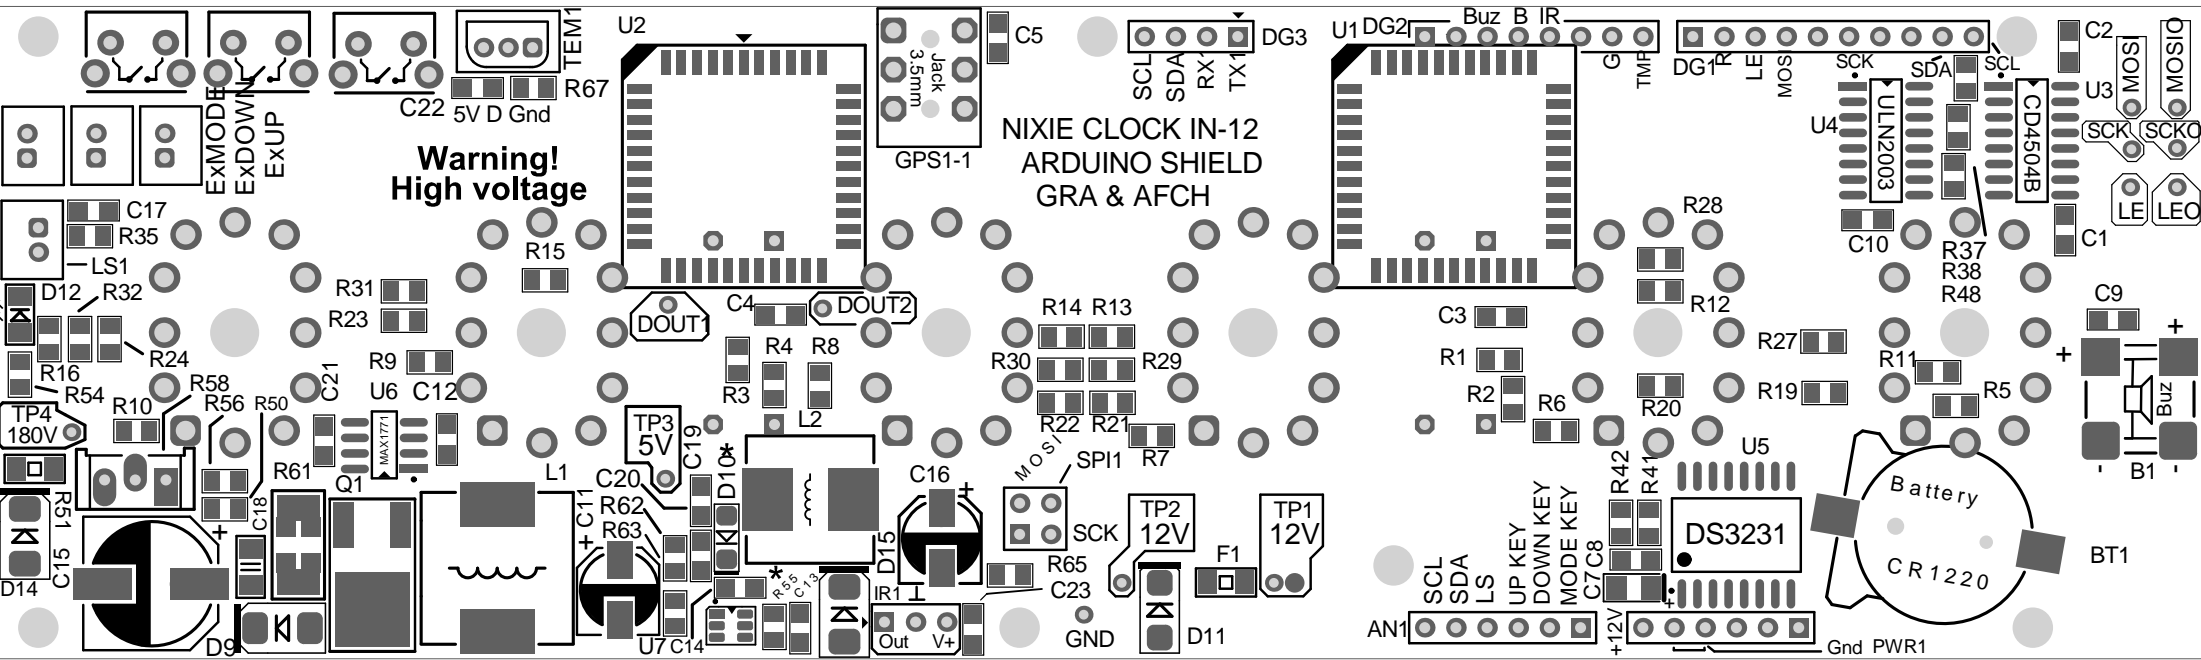 TEM1
U2
C5
SCL
SDA
RX1
TX1
DG3
U1
DG2
Buz B IR
G
TMP
DG1
R
LE
MOSI
SCK
SDA
SCL
C2
U3
MOSI
MOSIO
C22
5V D Gnd
R67
Jack
3.5mm
GPS1-1
ExMODE
ExDOWN
ExUP
Warning!
High voltage
NIXIE CLOCK IN-12
ARDUINO SHIELD
GRA & AFCH
U4
ULN2003
CD4504B
SCK
SCKO
LE
LEO
C17
R35
LS1
D12
R32
R31
R23
R15
C4
DOUT1
DOUT2
R28
R12
C10
R37
R38
R48
C1
C9
R16
R24
R54
R58
R56
R50
R9
C21
U6
C12
R3
R4
R8
R14
R13
R30
R29
R22
R21
R7
C3
R1
R2
R6
R20
R27
R19
R11
R5
+
+
Buz
-
-
B1
TP4
180V
R10
R61
MAX1771
Q1
L1
TP3
5V
C19
D10*
L2
C20
R62
R63
+C11
C16
+
MOSI
SPI1
SCK
TP2
12V
TP1
12V
F1
R42
R41
U5
DS3231
Battery
CR1220
BT1
R51
D14
C15
+
C18
D9
U7
C14
*
R55
C13
D15
IR1
Out
V+
R65
C23
GND
D11
SCL
SDA
LS
UP KEY
DOWN KEY
MODE KEY
AN1
C7
C8
+
+12V
Gnd
PWR1